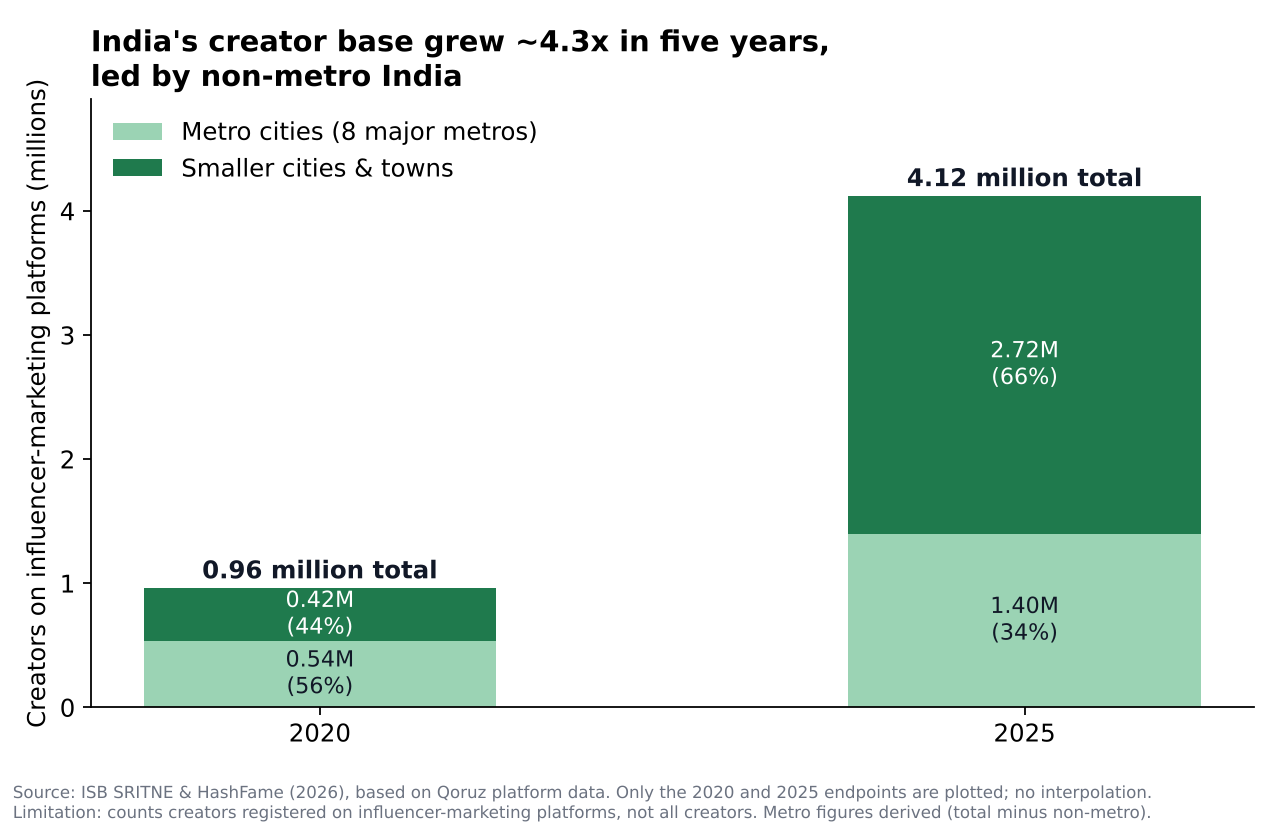 India's creator base grew ~4.3x in five years,
led by non-metro India
Creators on influencer-marketing platforms (millions)
Metro cities (8 major metros)
Smaller cities & towns
4
3
2
1
0
0.96 million total
0.42M
(44%)
0.54M
(56%)
4.12 million total
2.72M
(66%)
1.40M
(34%)
2020
2025
Source: ISB SRITNE & HashFame (2026), based on Qoruz platform data. Only the 2020 and 2025 endpoints are plotted; no interpolation.
Limitation: counts creators registered on influencer-marketing platforms, not all creators. Metro figures derived (total minus non-metro).